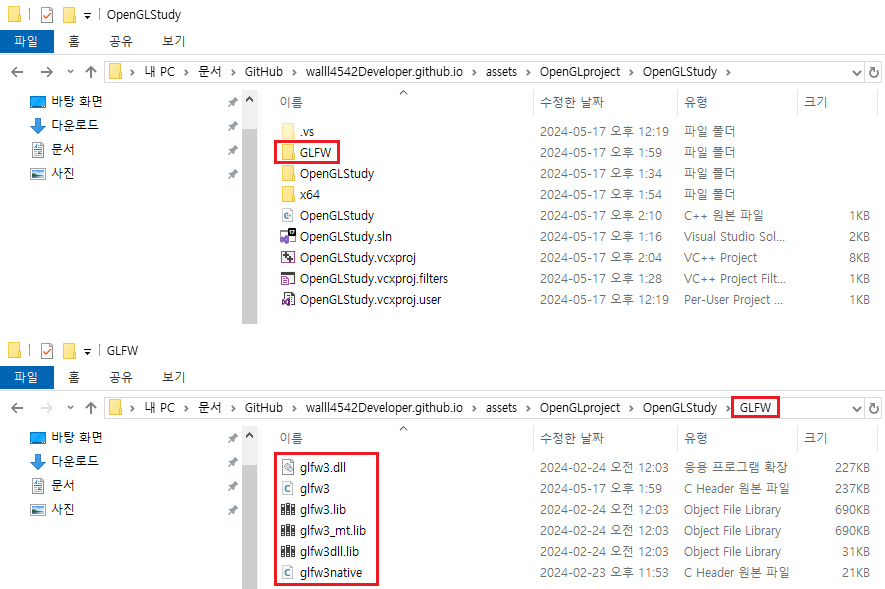 OpenGLStudy
파일 홈 공유 보기
내 PC > 문서 > GitHub > walll4542Developer.github.io > assets > OpenGLproject > OpenGLStudy >
바탕 화면
다운로드
문서
사진
이름 수정한 날짜 유형 크기
.vs 2024-05-17 오후 12:19 파일 폴더
GLFW 2024-05-17 오후 1:59 파일 폴더
OpenGLStudy 2024-05-17 오후 1:34 파일 폴더
x64 2024-05-17 오후 1:54 파일 폴더
OpenGLStudy 2024-05-17 오후 2:10 C++ 원본 파일 1KB
OpenGLStudy.sln 2024-05-17 오후 1:16 Visual Studio Sol... 2KB
OpenGLStudy.vcxproj 2024-05-17 오후 2:04 VC++ Project 8KB
OpenGLStudy.vcxproj.filters 2024-05-17 오후 1:28 VC++ Project Filt... 1KB
OpenGLStudy.vcxproj.user 2024-05-17 오후 12:19 Per-User Project ... 1KB
GLFW
파일 홈 공유 보기
내 PC > 문서 > GitHub > walll4542Developer.github.io > assets > OpenGLproject > OpenGLStudy > GLFW
바탕 화면
다운로드
문서
사진
이름 수정한 날짜 유형 크기
glfw3.dll 2024-02-24 오전 12:03 응용 프로그램 확장 227KB
glfw3 2024-05-17 오후 1:59 C Header 원본 파일 237KB
glfw3.lib 2024-02-24 오전 12:03 Object File Library 690KB
glfw3_mt.lib 2024-02-24 오전 12:03 Object File Library 690KB
glfw3dll.lib 2024-02-24 오전 12:03 Object File Library 31KB
glfw3native 2024-02-23 오후 11:53 C Header 원본 파일 21KB